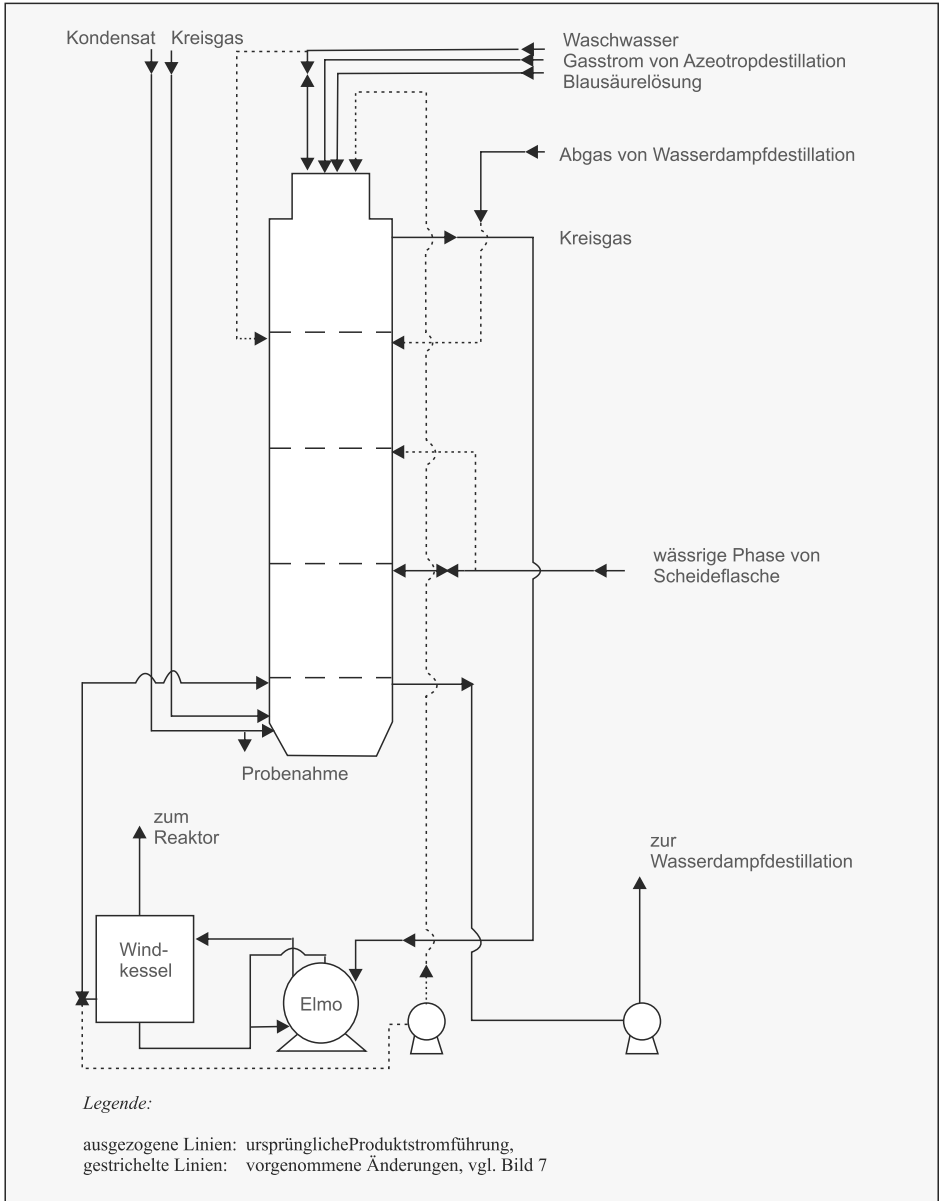 Kondensat Kreisgas
Waschwasser
Gasstrom von Azeotropdestillation
Blausäurelösung
Abgas von Wasserdampfdestillation
Kreisgas
wässrige Phase von
Scheideflasche
Probenahme
zum
Reaktor
zur
Wasserdampfdestillation
Wind-
kessel
Elmo
Legende:
ausgezogene Linien: ursprünglicheProduktstromführung,
gestrichelte Linien: vorgenommene Änderungen, vgl. Bild 7